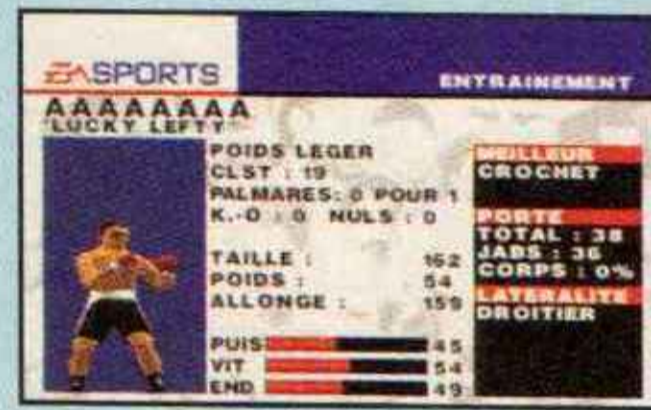 EA SPORTS
ENTRAINEMENT
AAAAAAAA
"LUCKY LEFTY"
POIDS LEGER
CLST : 19
PALMARES: 0 POUR 1
K.-O : 0 NULS : 0
TAILLE : 162
POIDS : 54
ALLONGE : 159
PUIS 45
VIT 54
END 49
MEILLEUR
CROCHET
PORTE
TOTAL : 38
JABS : 36
CORPS : 0%
LATERALITE
DROITIER